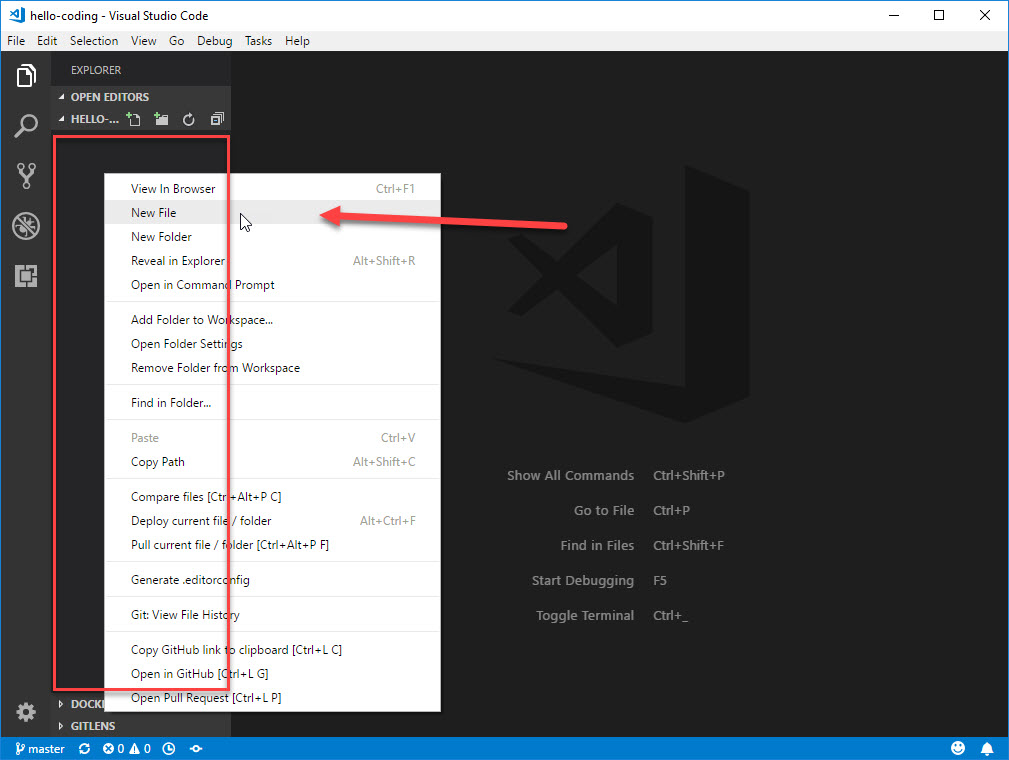 hello-coding - Visual Studio Code
File Edit Selection View Go Debug Tasks Help
EXPLORER
OPEN EDITORS
HELLO-...
View In Browser Ctrl+F1
New File
New Folder
Reveal in Explorer Alt+Shift+R
Open in Command Prompt
Add Folder to Workspace...
Open Folder Settings
Remove Folder from Workspace
Find in Folder...
Paste Ctrl+V
Copy Path Alt+Shift+C
Compare files [Ctrl+Alt+P C]
Deploy current file / folder Alt+Ctrl+F
Pull current file / folder [Ctrl+Alt+P F]
Generate .editorconfig
Git: View File History
Copy GitHub link to clipboard [Ctrl+L C]
Open in GitHub [Ctrl+L G]
Open Pull Request [Ctrl+L P]
Show All Commands Ctrl+Shift+P
Go to File Ctrl+P
Find in Files Ctrl+Shift+F
Start Debugging F5
Toggle Terminal Ctrl+_
GITLENS
master 0 0